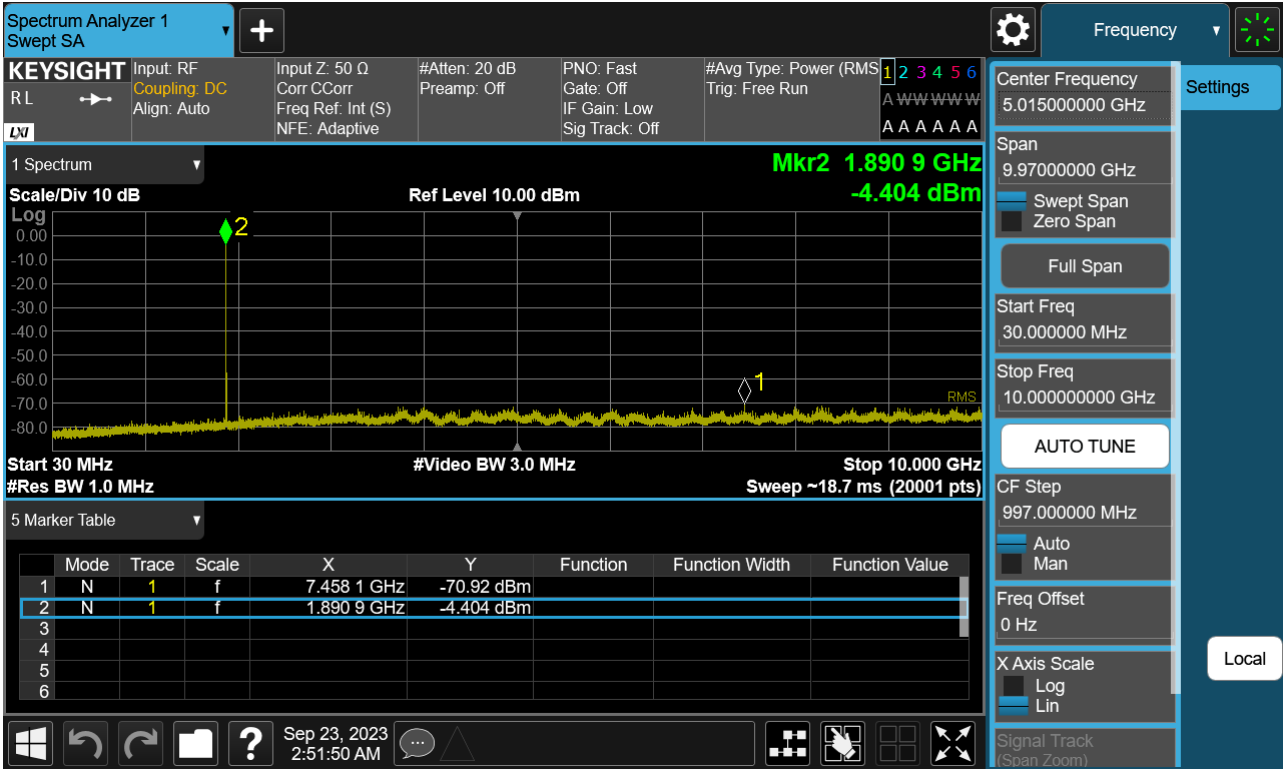 Spectrum Analyzer 1
Swept SA
Frequency
KEYSIGHT
R L
LXI
Input: RF
Coupling: DC
Align: Auto
Input Z: 50 Ω
Corr CCorr
Freq Ref: Int (S)
NFE: Adaptive
#Atten: 20 dB
Preamp: Off
PNO: Fast
Gate: Off
IF Gain: Low
Sig Track: Off
#Avg Type: Power (RMS
Trig: Free Run
1 2 3 4 5 6
A W W W W W
A A A A A A
1 Spectrum
Mkr2 1.890 9 GHz
-4.404 dBm
Scale/Div 10 dB
Ref Level 10.00 dBm
Log
0.00
-10.0
-20.0
-30.0
-40.0
-50.0
-60.0
-70.0
-80.0
2
1
RMS
Start 30 MHz
#Video BW 3.0 MHz
Stop 10.000 GHz
#Res BW 1.0 MHz
Sweep ~18.7 ms (20001 pts)
5 Marker Table
Mode Trace Scale X Y Function Function Width Function Value
1 N 1 f 7.458 1 GHz -70.92 dBm
2 N 1 f 1.890 9 GHz -4.404 dBm
3
4
5
6
Center Frequency
5.015000000 GHz
Span
9.97000000 GHz
Swept Span
Zero Span
Full Span
Start Freq
30.000000 MHz
Stop Freq
10.000000000 GHz
AUTO TUNE
CF Step
997.000000 MHz
Auto
Man
Freq Offset
0 Hz
X Axis Scale
Log
Lin
Signal Track
(Span Zoom)
Settings
Local
?
Sep 23, 2023
2:51:50 AM